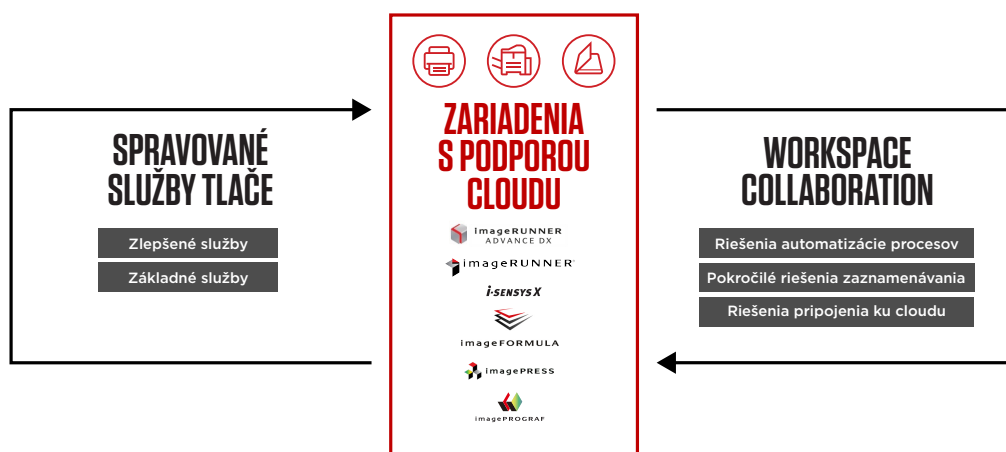 SPRAVOVANÉ
SLUŽBY TLAČE
Zlepšené služby
Základné služby
ZARIADENIA
S PODPOROU
CLOUDU
imageRUNNER
ADVANCE DX
imageRUNNER
i-SENSYS X
imageFORMULA
imagePRESS
imagePROGRAF
WORKSPACE
COLLABORATION
Riešenia automatizácie procesov
Pokročilé riešenia zaznamenávania
Riešenia pripojenia ku cloudu